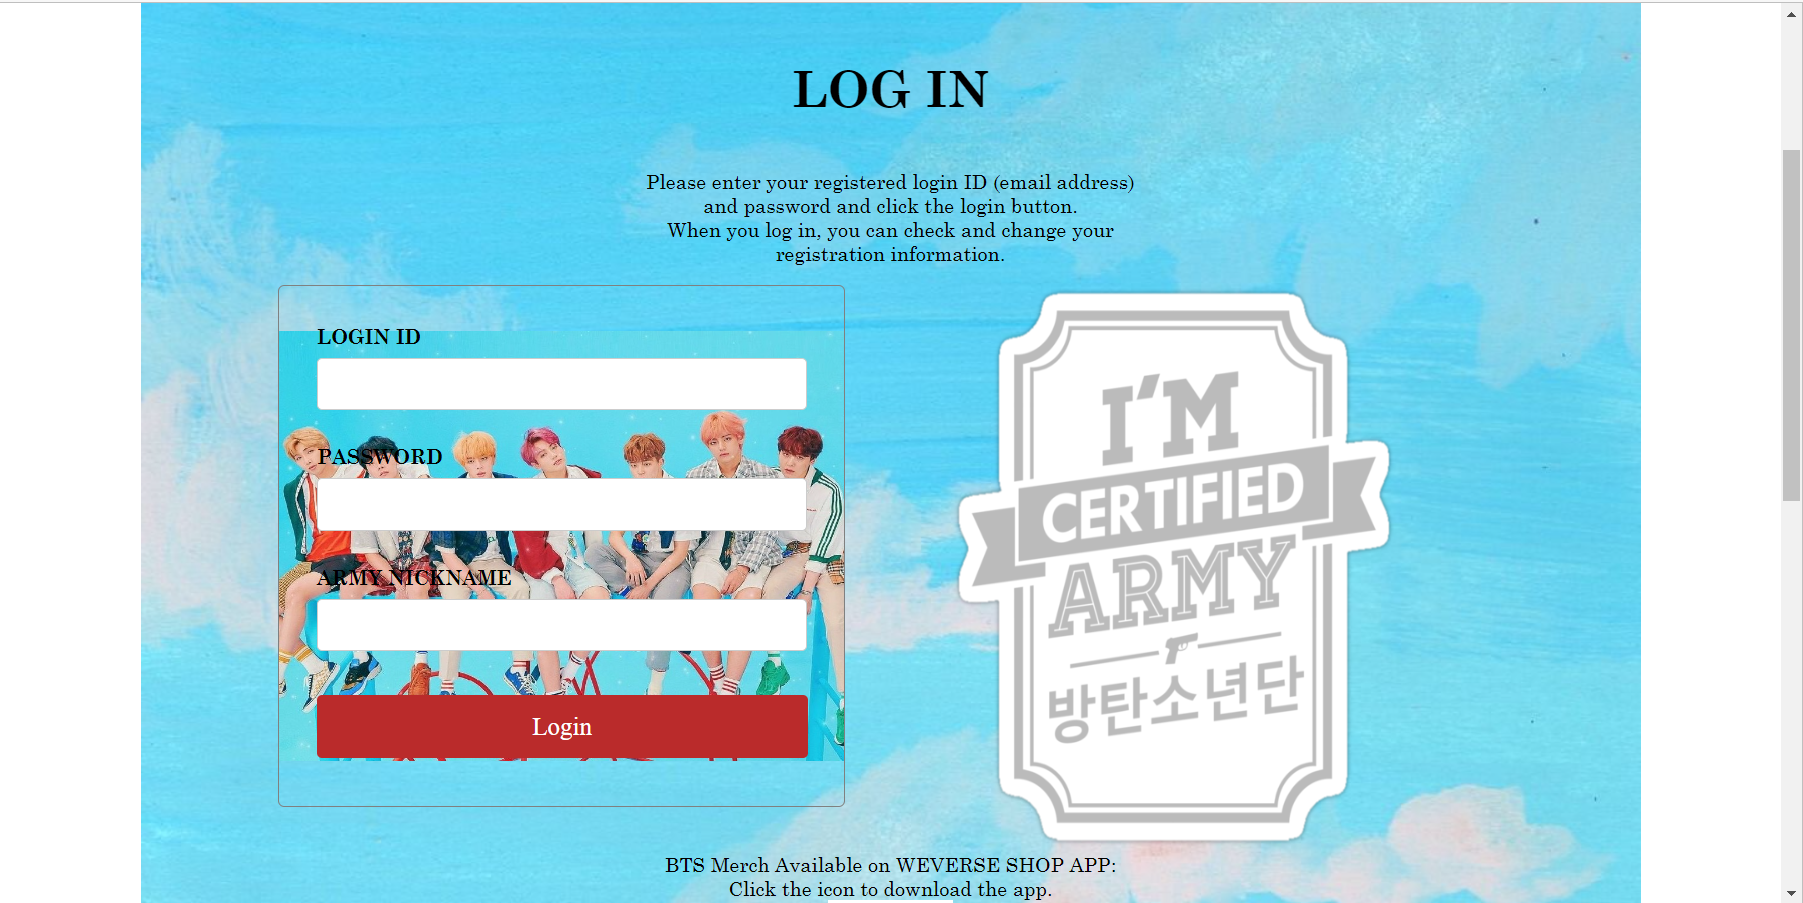 LOG IN
Please enter your registered login ID (email address)
and password and click the login button.
When you log in, you can check and change your
registration information.
LOGIN ID
PASSWORD
ARMY NICKNAME
Login
I'M
CERTIFIED
ARMY
방탄소년단
BTS Merch Available on WEVERSE SHOP APP:
Click the icon to download the app.